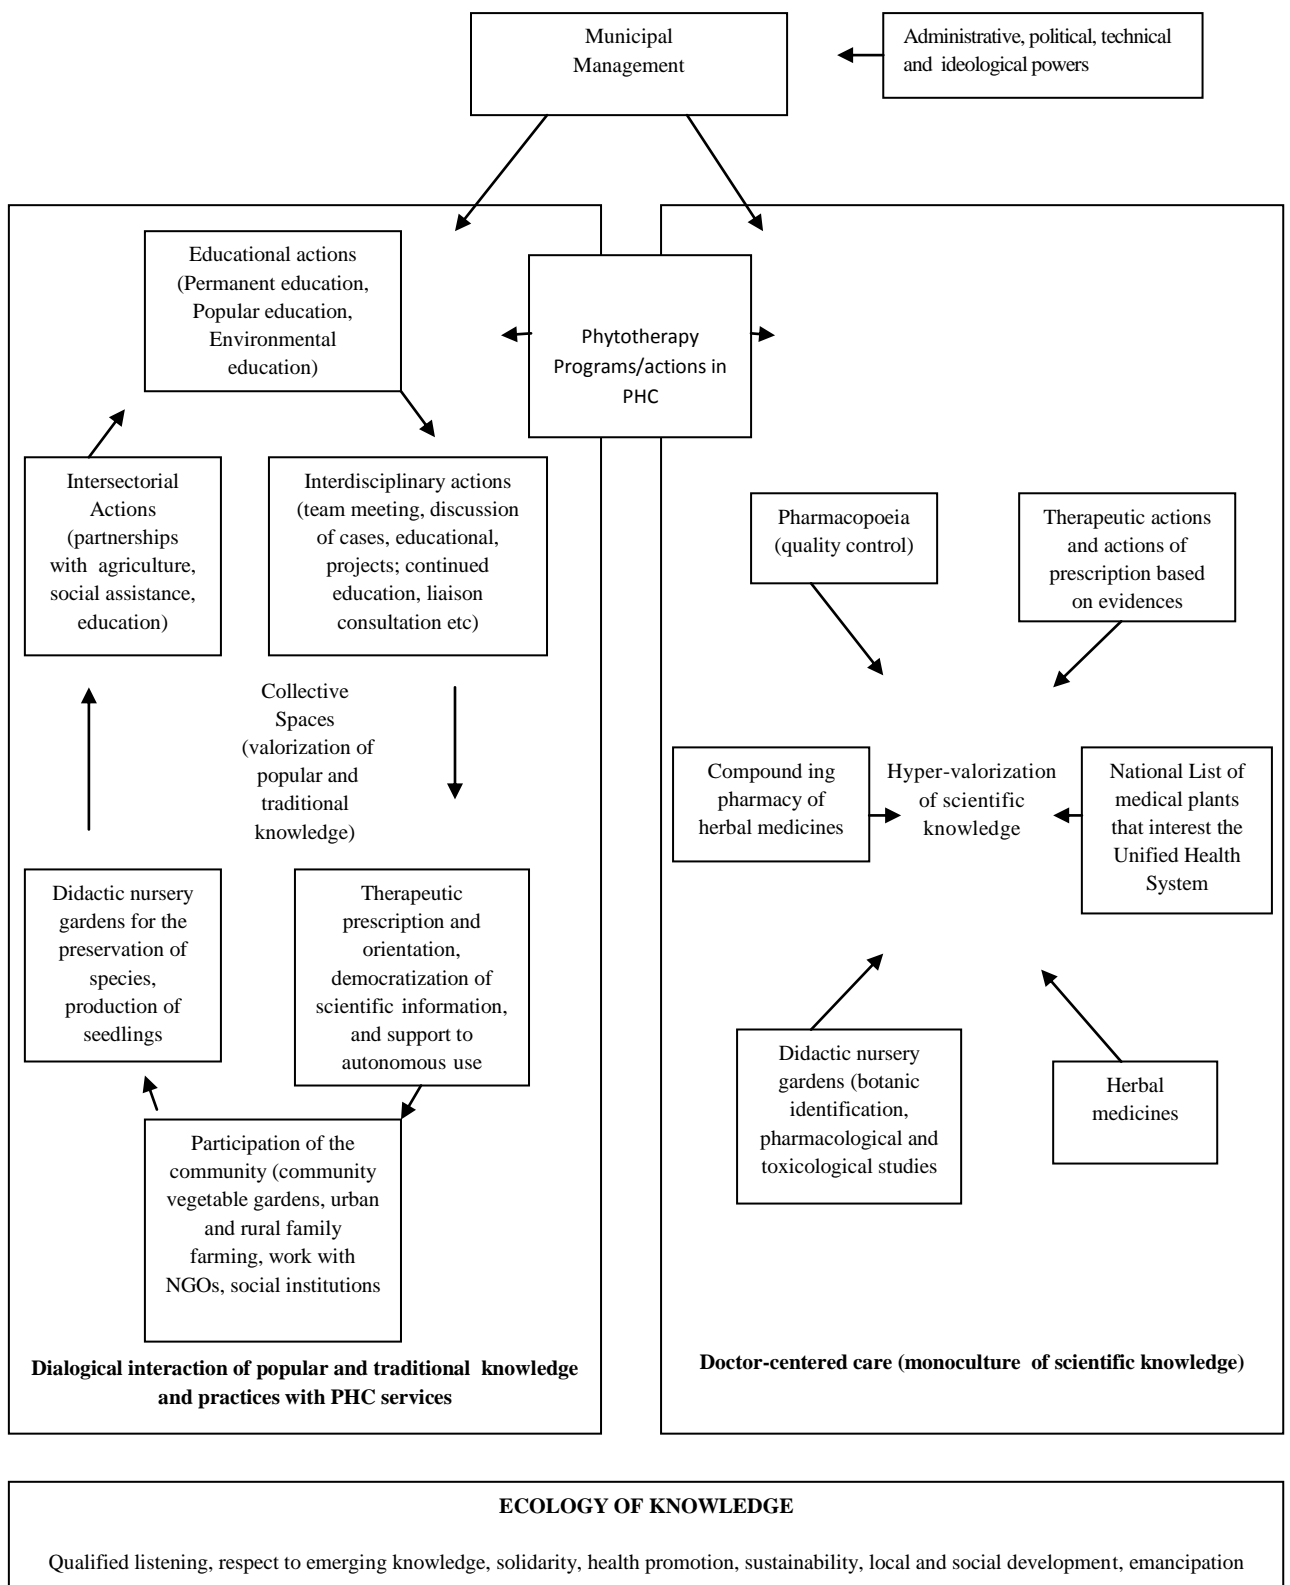 Municipal
Management
Administrative, political, technical
and ideological powers
Educational actions
(Permanent education,
Popular education,
Environmental
education)
Phytotherapy
Programs/actions in
PHC
Intersectorial
Actions
(partnerships
with agriculture,
social assistance,
education)
Interdisciplinary actions
(team meeting, discussion
of cases, educational,
projects; continued
education, liaison
consultation etc)
Collective
Spaces
(valorization of
popular and
traditional
knowledge)
Didactic nursery
gardens for the
preservation of
species,
production of
seedlings
Therapeutic
prescription and
orientation,
democratization of
scientific information,
and support to
autonomous use
Participation of the
community (community
vegetable gardens, urban
and rural family
farming, work with
NGOs, social institutions
Dialogical interaction of popular and traditional knowledge
and practices with PHC services
Pharmacopoeia
(quality control)
Therapeutic actions
and actions of
prescription based
on evidences
Compound ing
pharmacy of
herbal medicines
Hyper-valorization
of scientific
knowledge
National List of
medical plants
that interest the
Unified Health
System
Didactic nursery
gardens (botanic
identification,
pharmacological and
toxicological studies
Herbal
medicines
Doctor-centered care (monoculture of scientific knowledge)
ECOLOGY OF KNOWLEDGE
Qualified listening, respect to emerging knowledge, solidarity, health promotion, sustainability, local and social development, emancipation